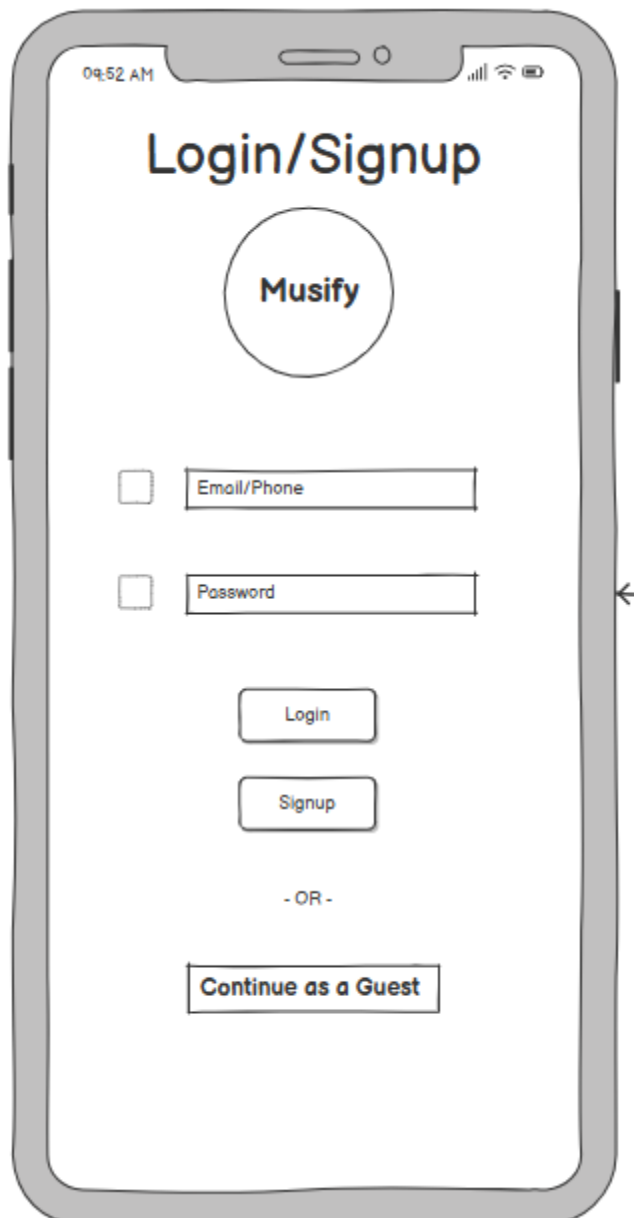 09:52 AM
Login/Signup
Musify
Email/Phone
Password
Login
Signup
- OR -
Continue as a Guest